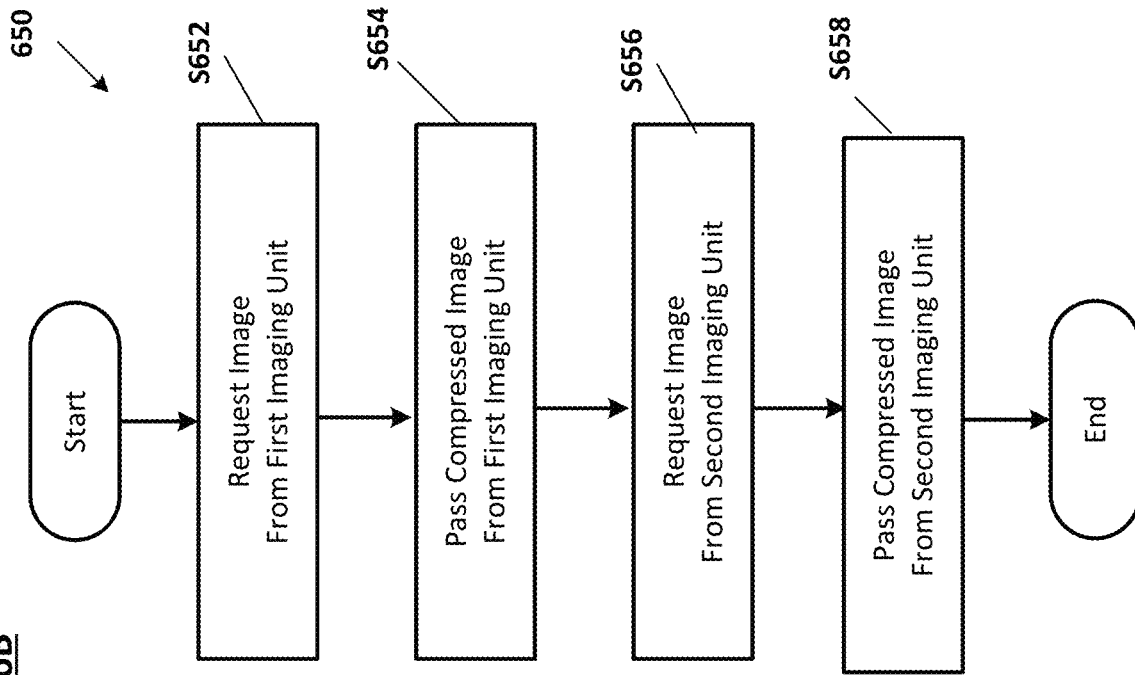 650
Start
S652
Request Image
From First Imaging Unit
S654
Pass Compressed Image
From First Imaging Unit
S656
Request Image
From Second Imaging Unit
S658
Pass Compressed Image
From Second Imaging Unit
End